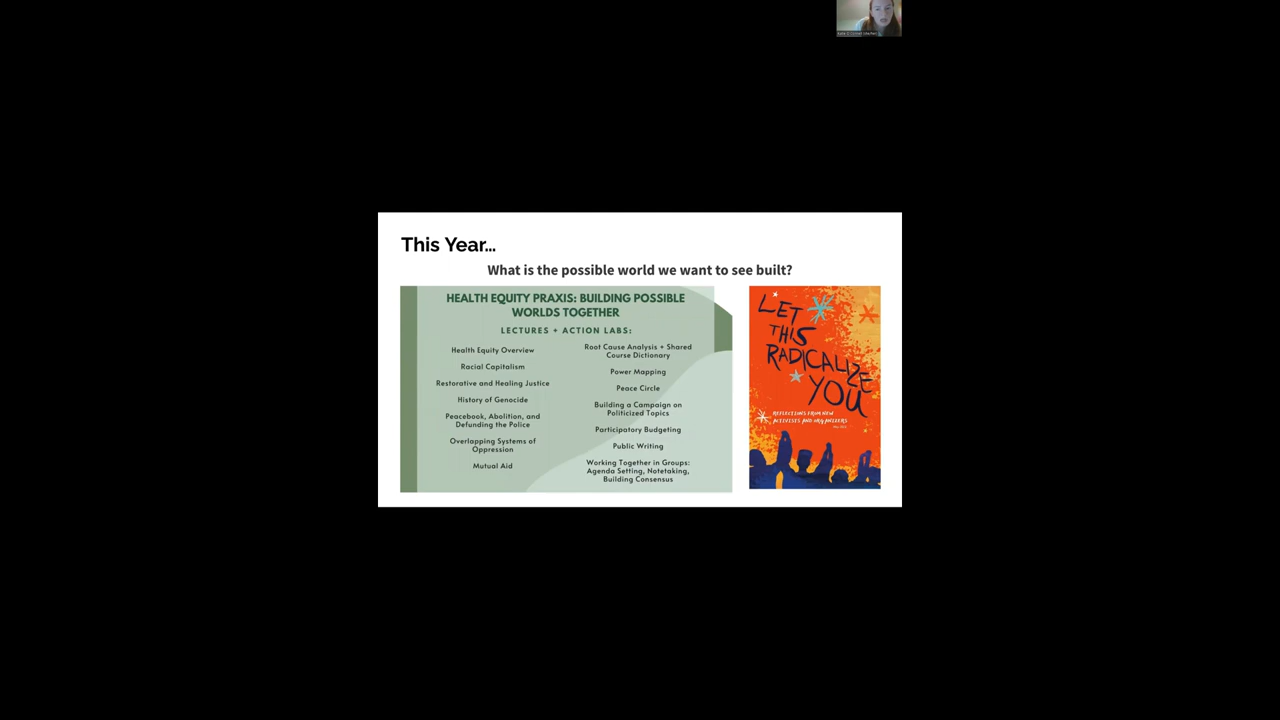 This Year...
What is the possible world we want to see built?
HEALTH EQUITY PRAXIS: BUILDING POSSIBLE
WORLDS TOGETHER
LECTURES + ACTION LABS:
Health Equity Overview
Racial Capitalism
Restorative and Healing Justice
History of Genocide
Peacebook, Abolition, and
Defunding the Police
Overlapping Systems of
Oppression
Mutual Aid
Root Cause Analysis + Shared
Course Dictionary
Power Mapping
Peace Circle
Building a Campaign on
Politicized Topics
Participatory Budgeting
Public Writing
Working Together in Groups:
Agenda Setting, Notetaking,
Building Consensus
LET
THIS
RADICALIZE
YOU
REFLECTIONS FROM NEW
ACTIVISTS AND ORGANIZERS